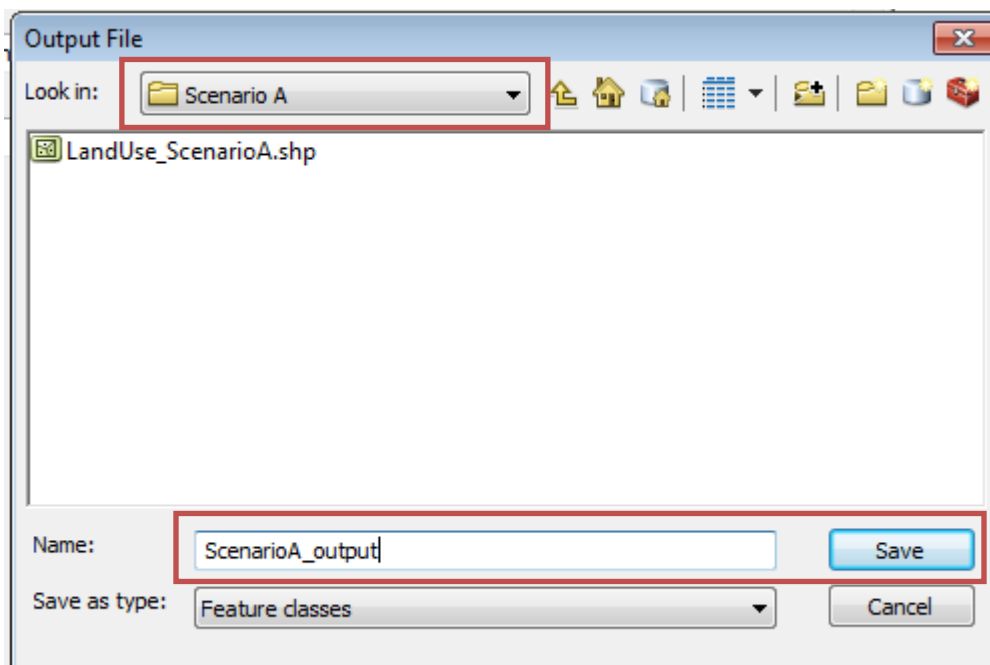 Output File
Look in: Scenario A
LandUse_ScenarioA.shp
Name: ScenarioA_output Save
Save as type: Feature classes Cancel